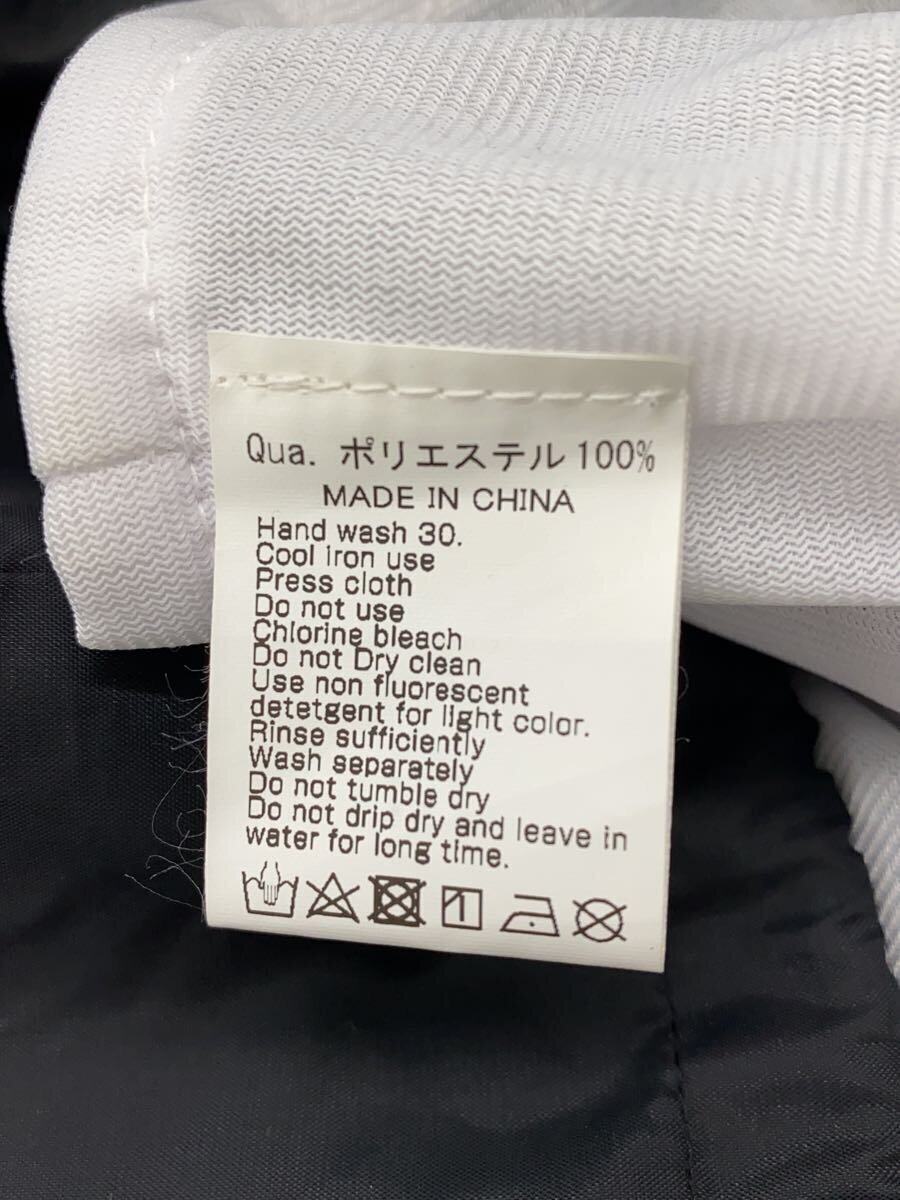 Qua. ポリエステル 100%
MADE IN CHINA
Hand wash 30.
Cool iron use
Press cloth
Do not use
Chlorine bleach
Do not Dry clean
Use non fluorescent
detetgent for light color.
Rinse sufficiently
Wash separately
Do not tumble dry
Do not drip dry and leave in
water for long time.